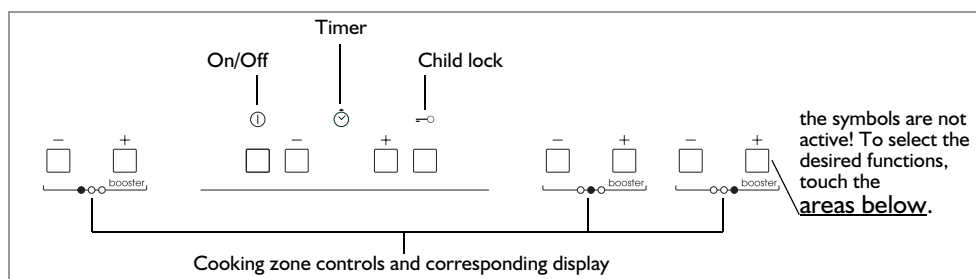 Timer
On/Off
Child lock
− + − + − + − +
booster
booster
booster
the symbols are not
active! To select the
desired functions,
touch the
areas below.
Cooking zone controls and corresponding display